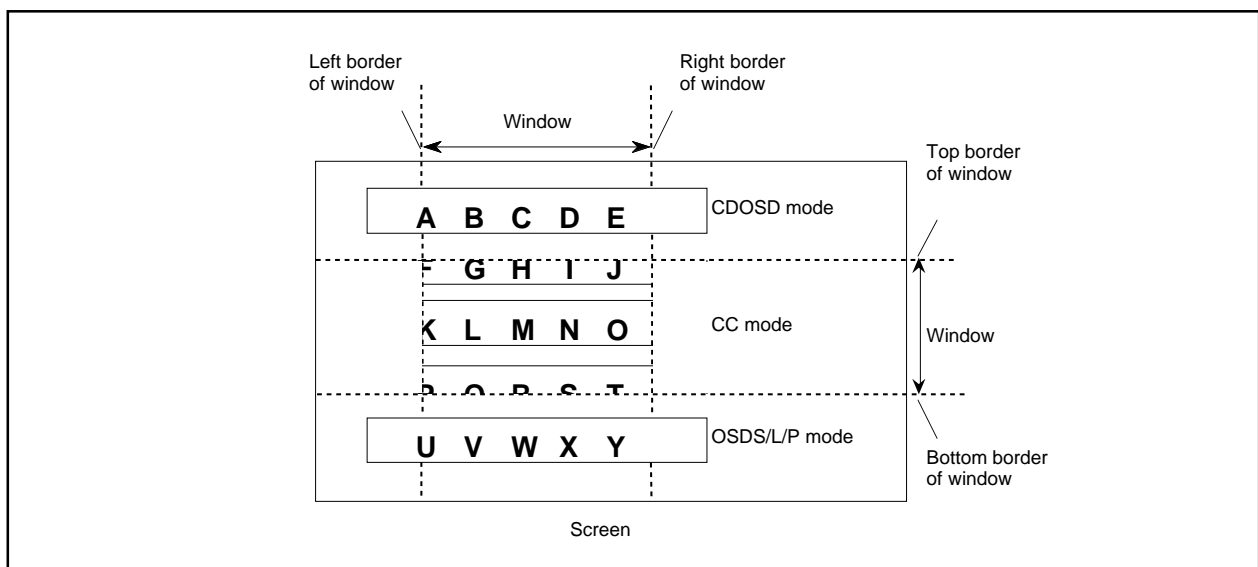 Left border
of window
Right border
of window
Window
Top border
of window
A B C D E
CDOSD mode
F G H I J
K L M N O
CC mode
Window
P Q R S T
U V W X Y
OSDS/L/P mode
Bottom border
of window
Screen